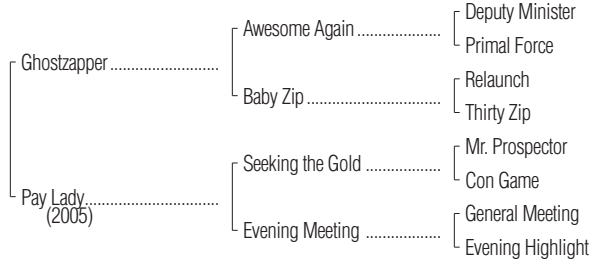 Deputy Minister
Awesome Again ....................
Primal Force
Ghostzapper ..........................
Relaunch
Baby Zip ................................
Thirty Zip
Mr. Prospector
Seeking the Gold ..................
Con Game
Pay Lady................................
(2005)
General Meeting
Evening Meeting ..................
Evening Highlight